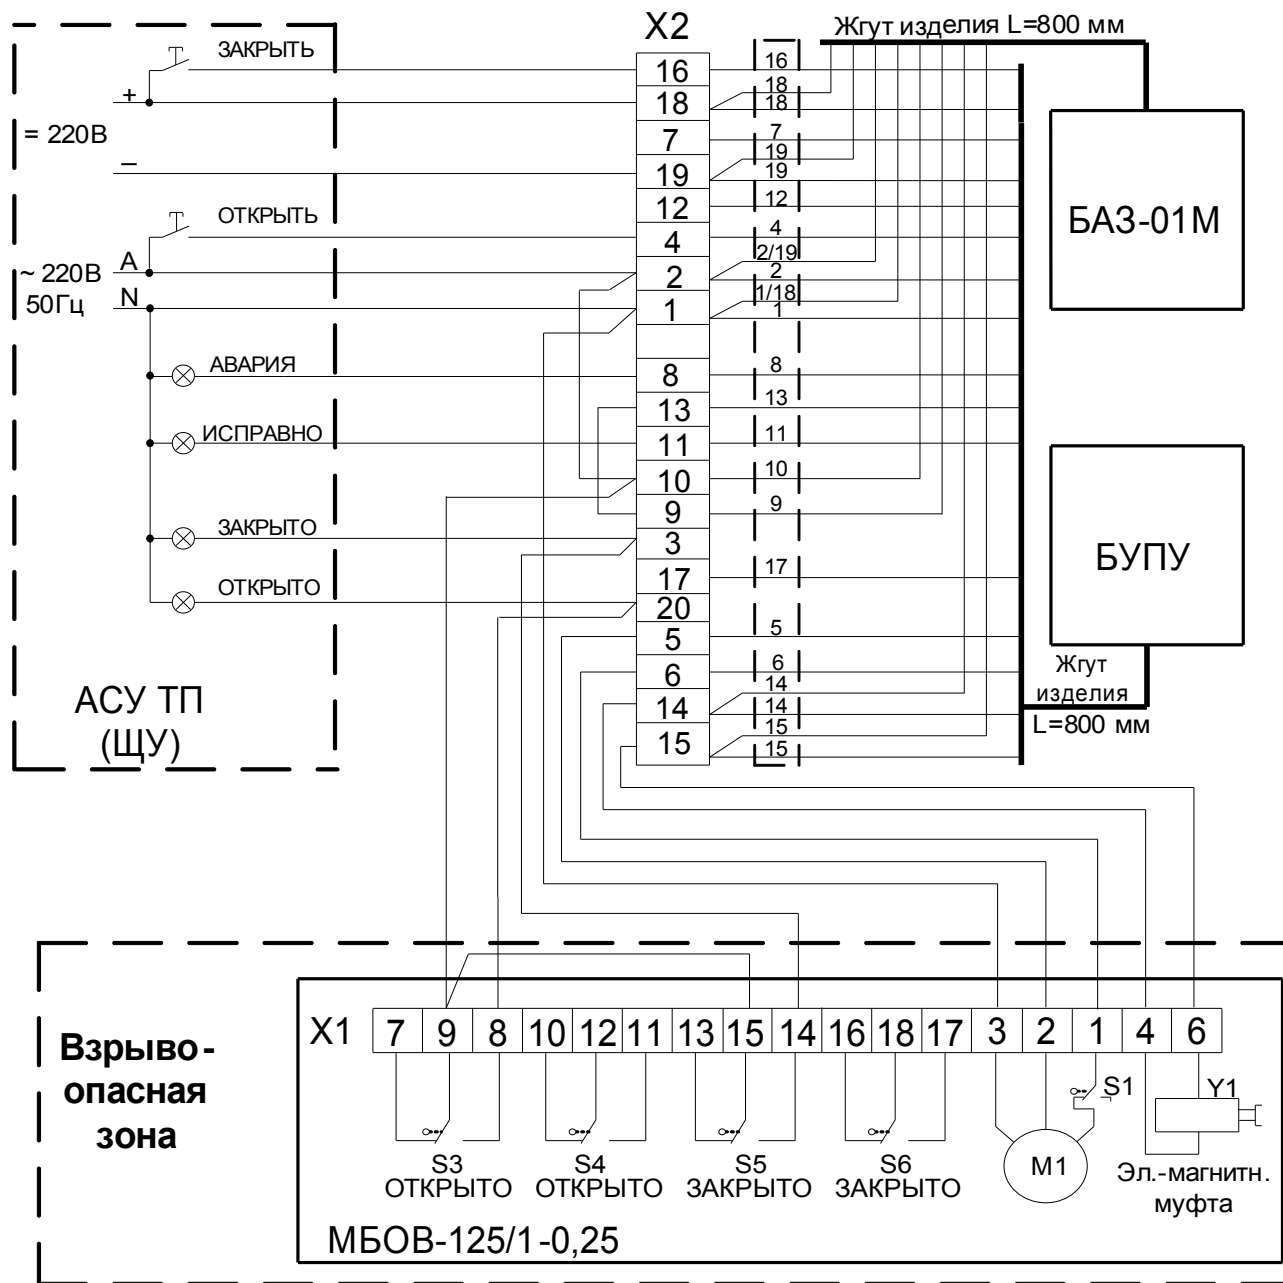 X2
Жгут изделия L=800 мм
ЗАКРЫТЬ
+
= 220В
–
ОТКРЫТЬ
A
~ 220В
50Гц
N
АВАРИЯ
ИСПРАВНО
ЗАКРЫТО
ОТКРЫТО
АСУ ТП
(ЩУ)
16
18
7
19
12
4
2
1
8
13
11
10
9
3
17
20
5
6
14
15
16
18
18
7
19
19
12
4
2/19
2
1/18
1
8
13
11
10
9
17
5
6
14
14
15
15
БАЗ-01М
БУПУ
Жгут
изделия
L=800 мм
Взрыво-
опасная
зона
X1
7 9 8 10 12 11 13 15 14 16 18 17 3 2 1 4 6
S1
Y1
S3
ОТКРЫТО
S4
ОТКРЫТО
S5
ЗАКРЫТО
S6
ЗАКРЫТО
M1
Эл.-магнитн.
муфта
МБОВ-125/1-0,25